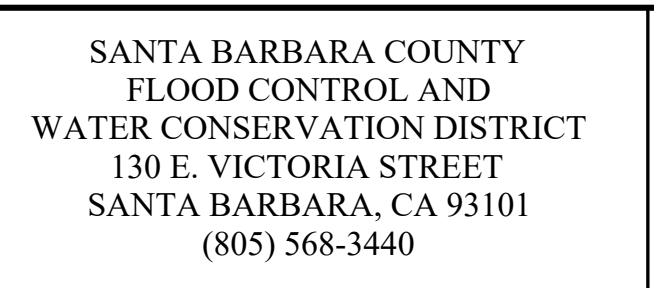 SANTA BARBARA COUNTY
FLOOD CONTROL AND
WATER CONSERVATION DISTRICT
130 E. VICTORIA STREET
SANTA BARBARA, CA 93101
(805) 568-3440